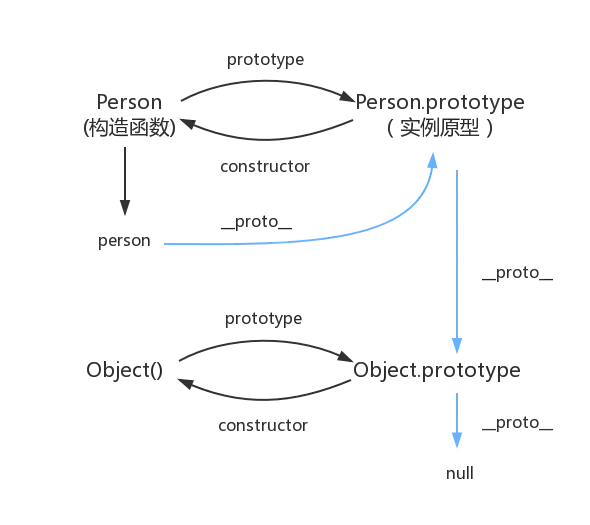 prototype
Person
(构造函数)
Person.prototype
( 实例原型 )
constructor
person
__proto__
__proto__
prototype
Object()
Object.prototype
constructor
__proto__
null